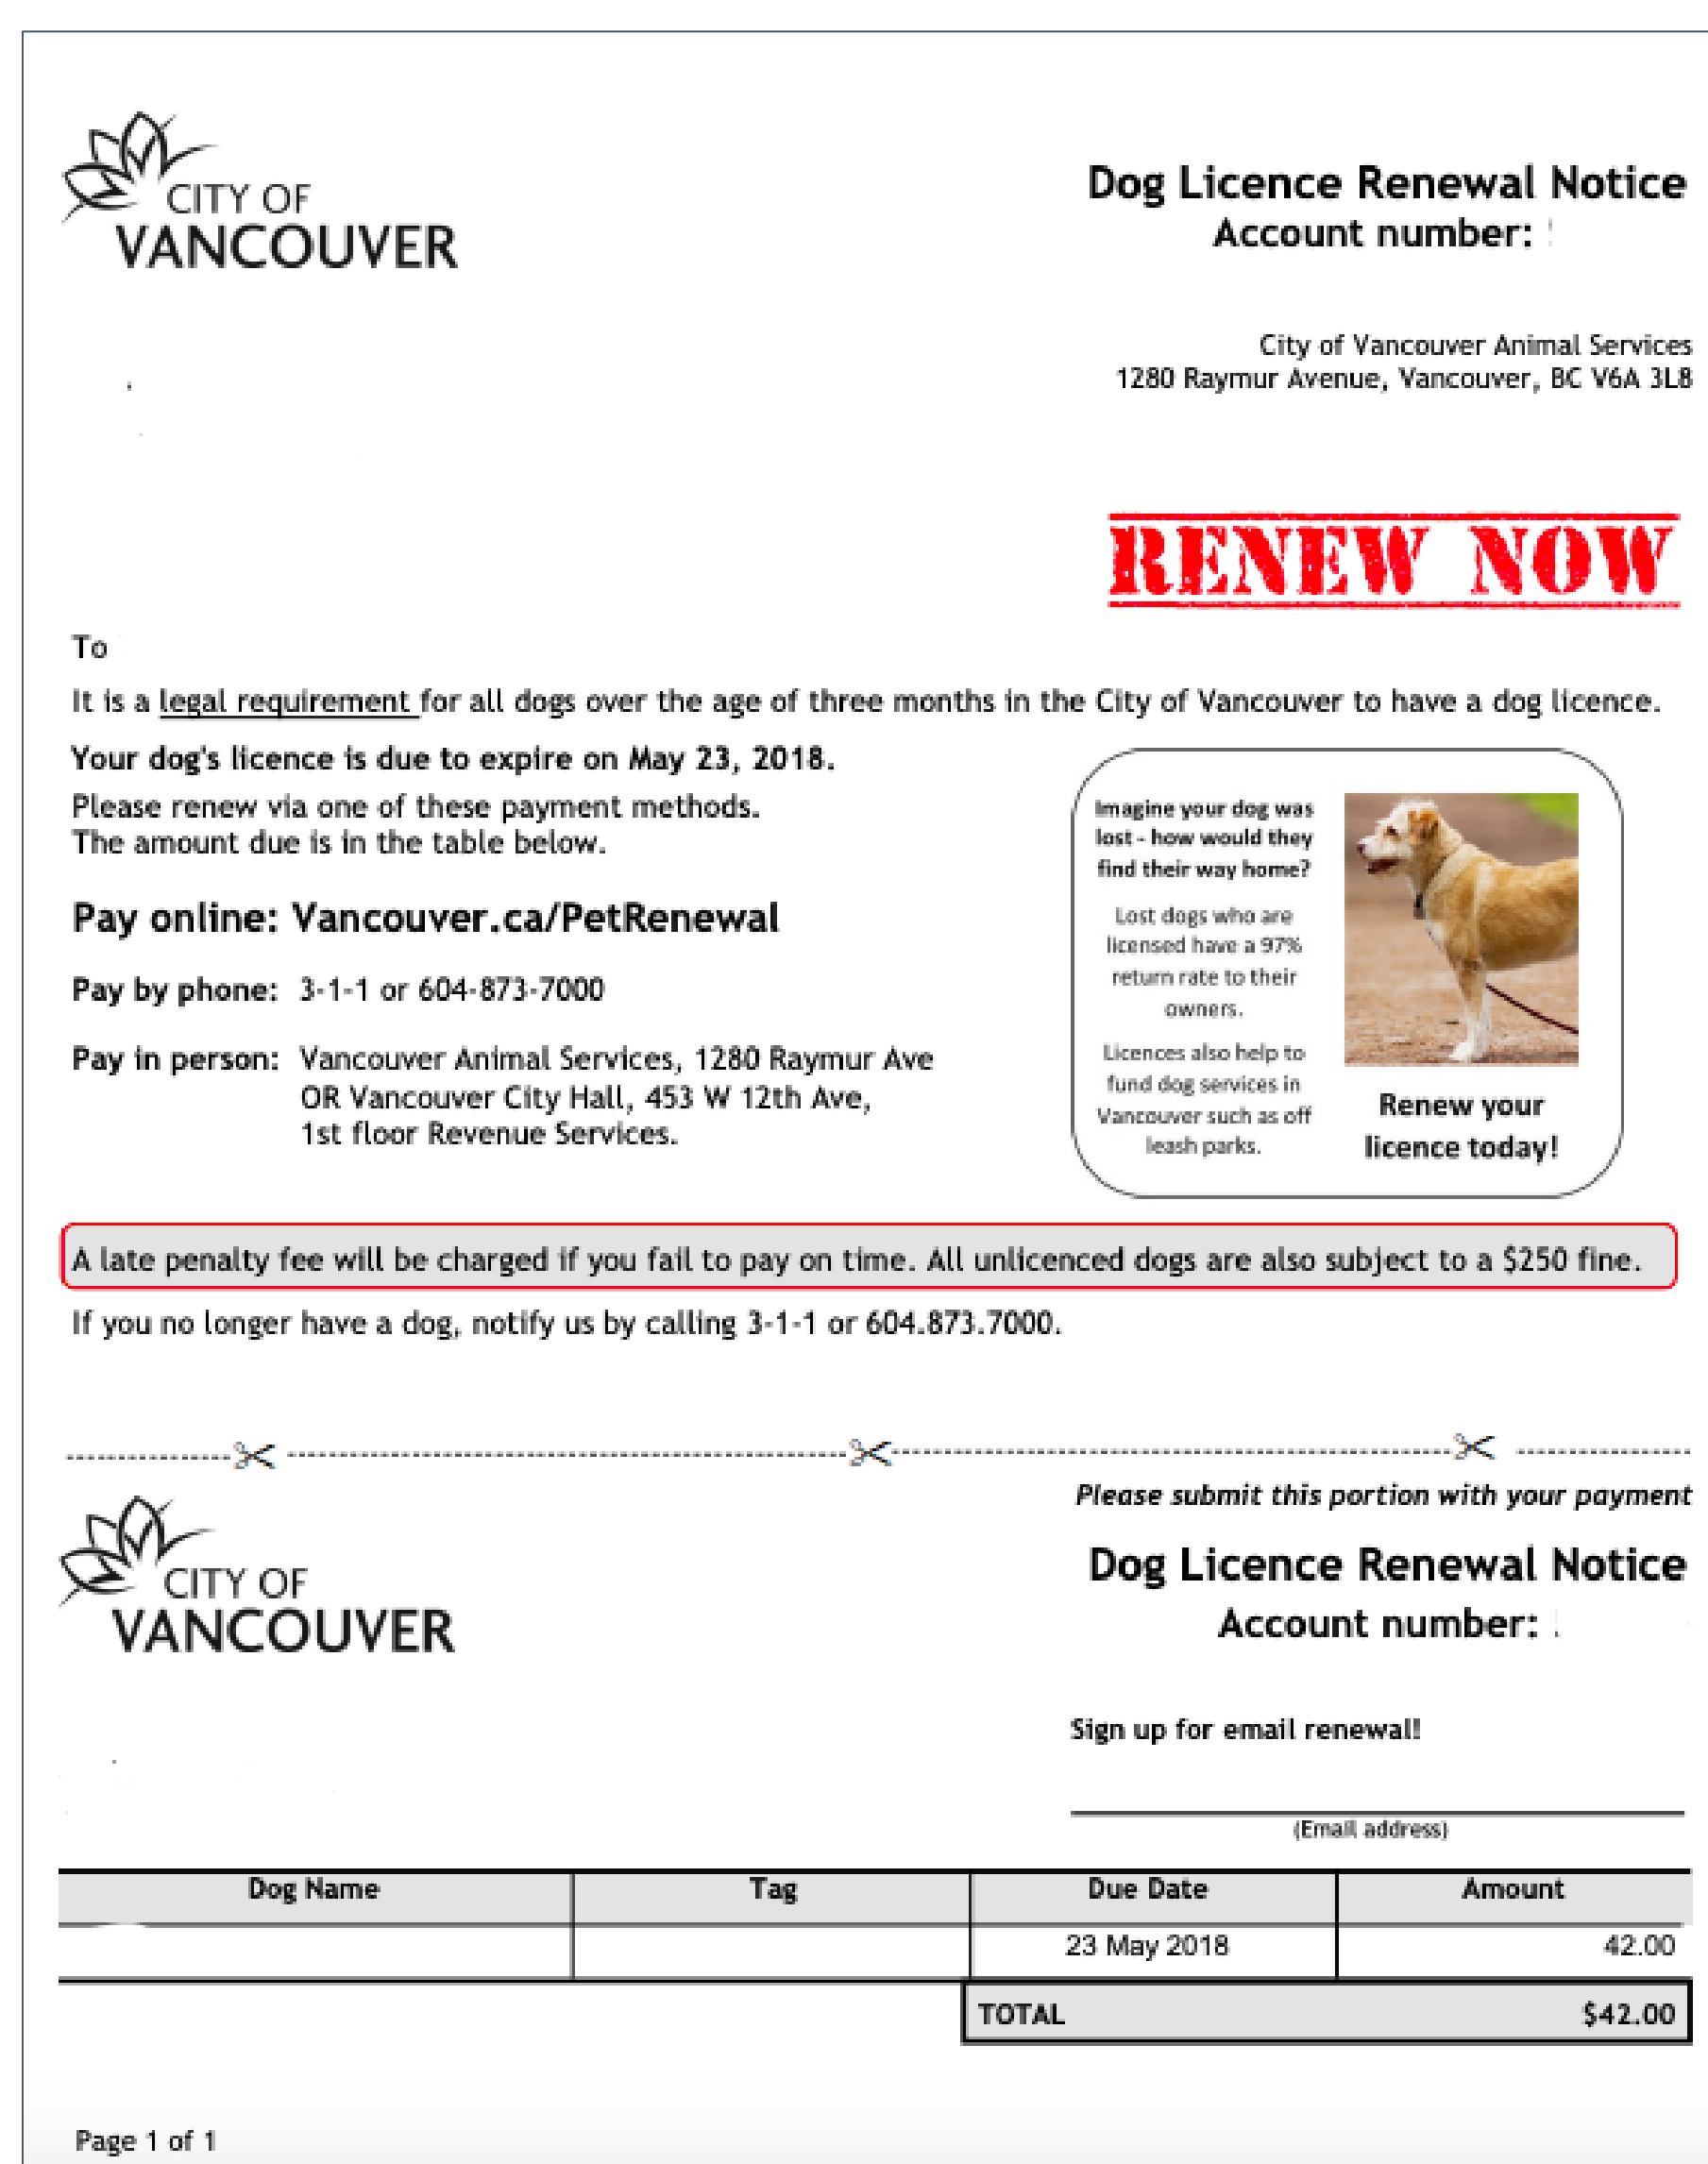 CITY OF
VANCOUVER
Dog Licence Renewal Notice
Account number:
City of Vancouver Animal Services
1280 Raymur Avenue, Vancouver, BC V6A 3L8
RENEW NOW
To
It is a legal requirement for all dogs over the age of three months in the City of Vancouver to have a dog licence.
Your dog's licence is due to expire on May 23, 2018.
Please renew via one of these payment methods.
The amount due is in the table below.
Pay online: Vancouver.ca/PetRenewal
Pay by phone: 3-1-1 or 604-873-7000
Pay in person: Vancouver Animal Services, 1280 Raymur Ave
OR Vancouver City Hall, 453 W 12th Ave,
1st floor Revenue Services.
Imagine your dog was
lost - how would they
find their way home?
Lost dogs who are
licensed have a 97%
return rate to their
owners.
Licences also help to
fund dog services in
Vancouver such as off
leash parks.
Renew your
licence today!
A late penalty fee will be charged if you fail to pay on time. All unlicenced dogs are also subject to a $250 fine.
If you no longer have a dog, notify us by calling 3-1-1 or 604.873.7000.
Please submit this portion with your payment
CITY OF
VANCOUVER
Dog Licence Renewal Notice
Account number:
Sign up for email renewal!
(Email address)
Dog Name Tag Due Date Amount
23 May 2018 42.00
TOTAL $42.00
Page 1 of 1